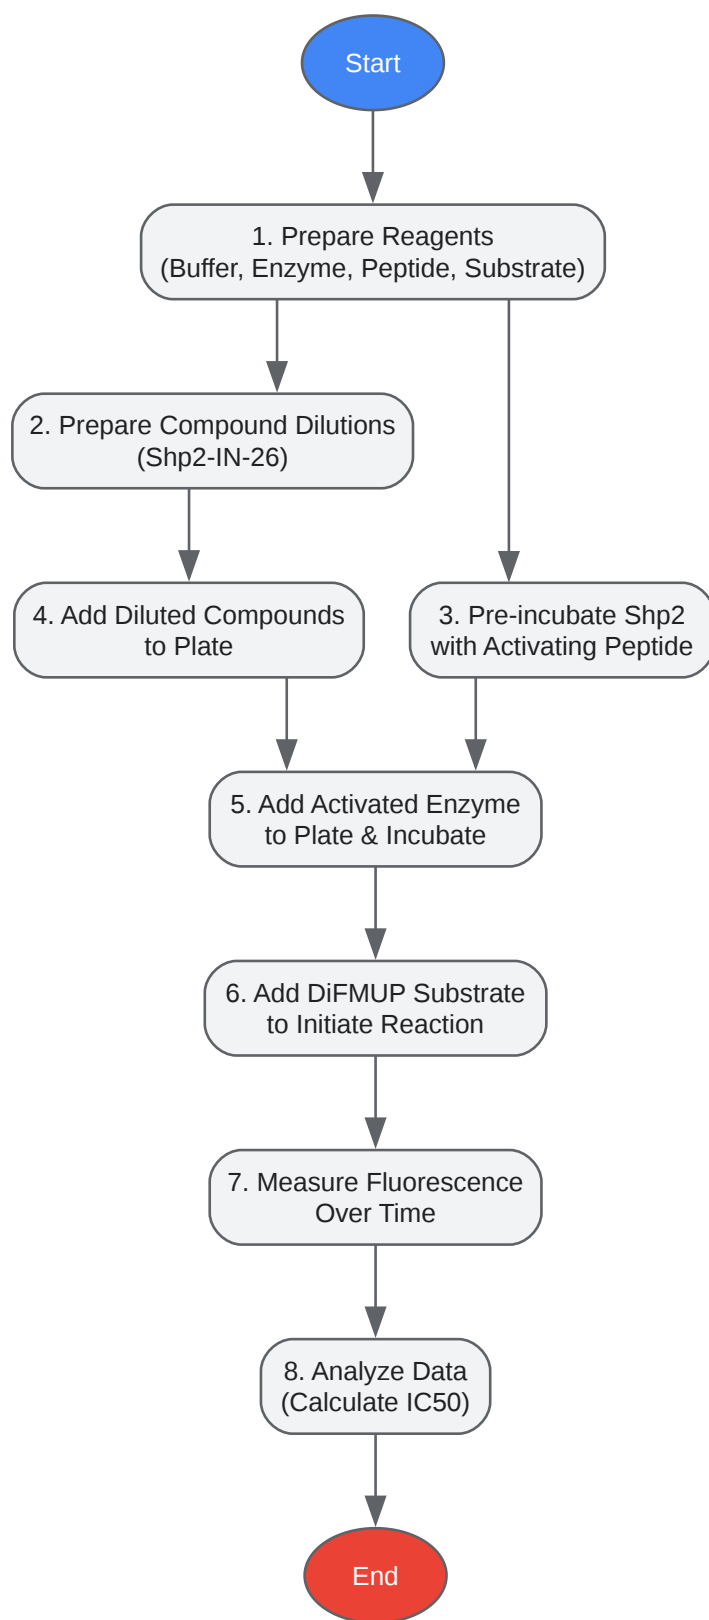 Start
1. Prepare Reagents
(Buffer, Enzyme, Peptide, Substrate)
2. Prepare Compound Dilutions
(Shp2-IN-26)
4. Add Diluted Compounds
to Plate
3. Pre-incubate Shp2
with Activating Peptide
5. Add Activated Enzyme
to Plate & Incubate
6. Add DiFMUP Substrate
to Initiate Reaction
7. Measure Fluorescence
Over Time
8. Analyze Data
(Calculate IC50)
End